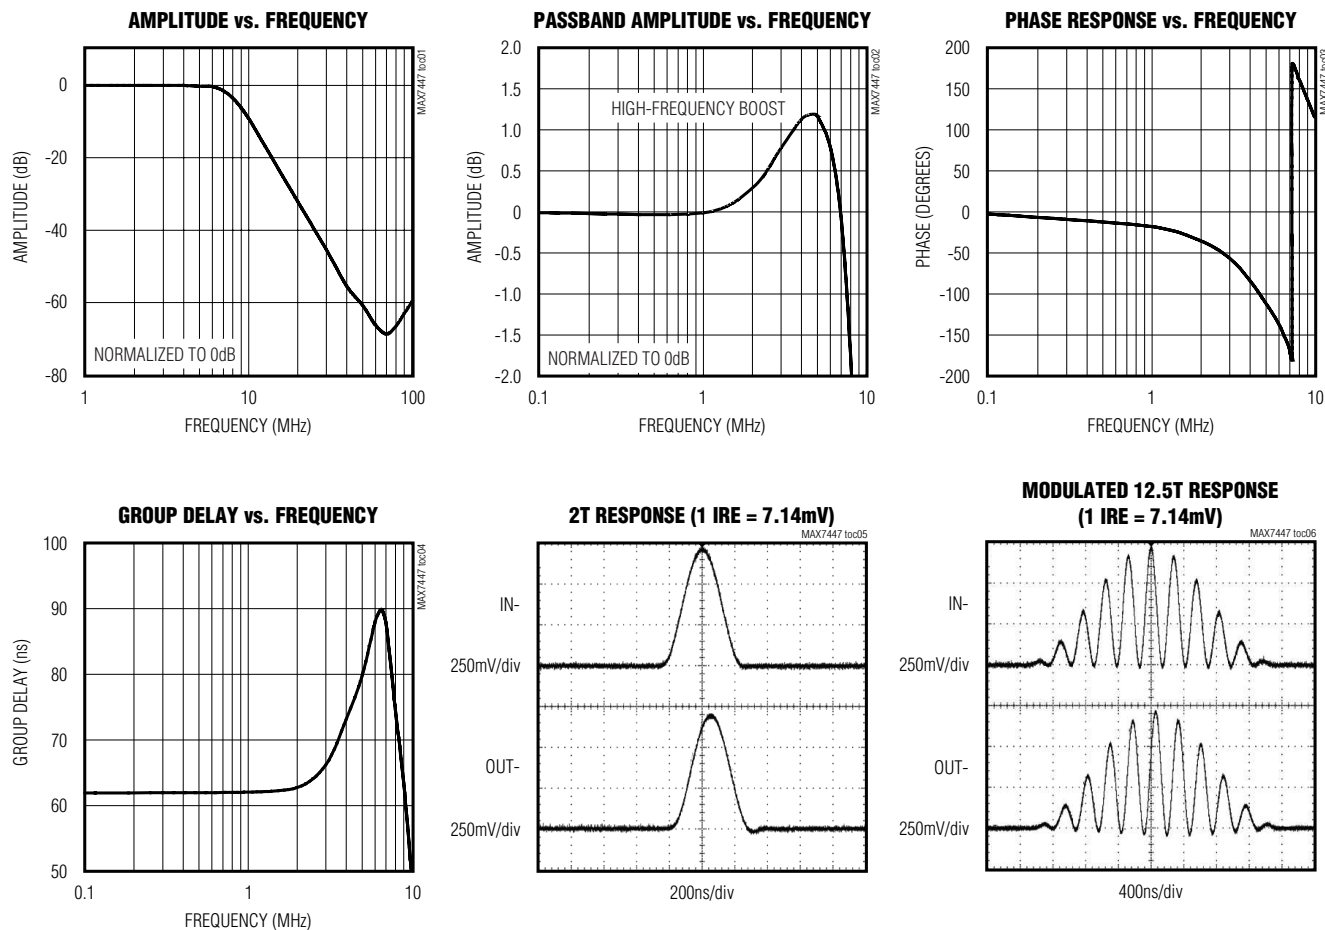 AMPLITUDE vs. FREQUENCY
MAX7447 toc01
AMPLITUDE (dB)
0
-20
-40
-60
-80
NORMALIZED TO 0dB
1
10
100
FREQUENCY (MHz)
PASSBAND AMPLITUDE vs. FREQUENCY
MAX7447 toc02
AMPLITUDE (dB)
2.0
1.5
1.0
0.5
0
-0.5
-1.0
-1.5
-2.0
HIGH-FREQUENCY BOOST
NORMALIZED TO 0dB
0.1
1
10
FREQUENCY (MHz)
PHASE RESPONSE vs. FREQUENCY
MAX7447 toc03
PHASE (DEGREES)
200
150
100
50
0
-50
-100
-150
-200
0.1
1
10
FREQUENCY (MHz)
GROUP DELAY vs. FREQUENCY
MAX7447 toc04
GROUP DELAY (ns)
100
90
80
70
60
50
0.1
1
10
FREQUENCY (MHz)
2T RESPONSE (1 IRE = 7.14mV)
MAX7447 toc05
IN-
250mV/div
OUT-
250mV/div
200ns/div
MODULATED 12.5T RESPONSE
(1 IRE = 7.14mV)
MAX7447 toc06
IN-
250mV/div
OUT-
250mV/div
400ns/div